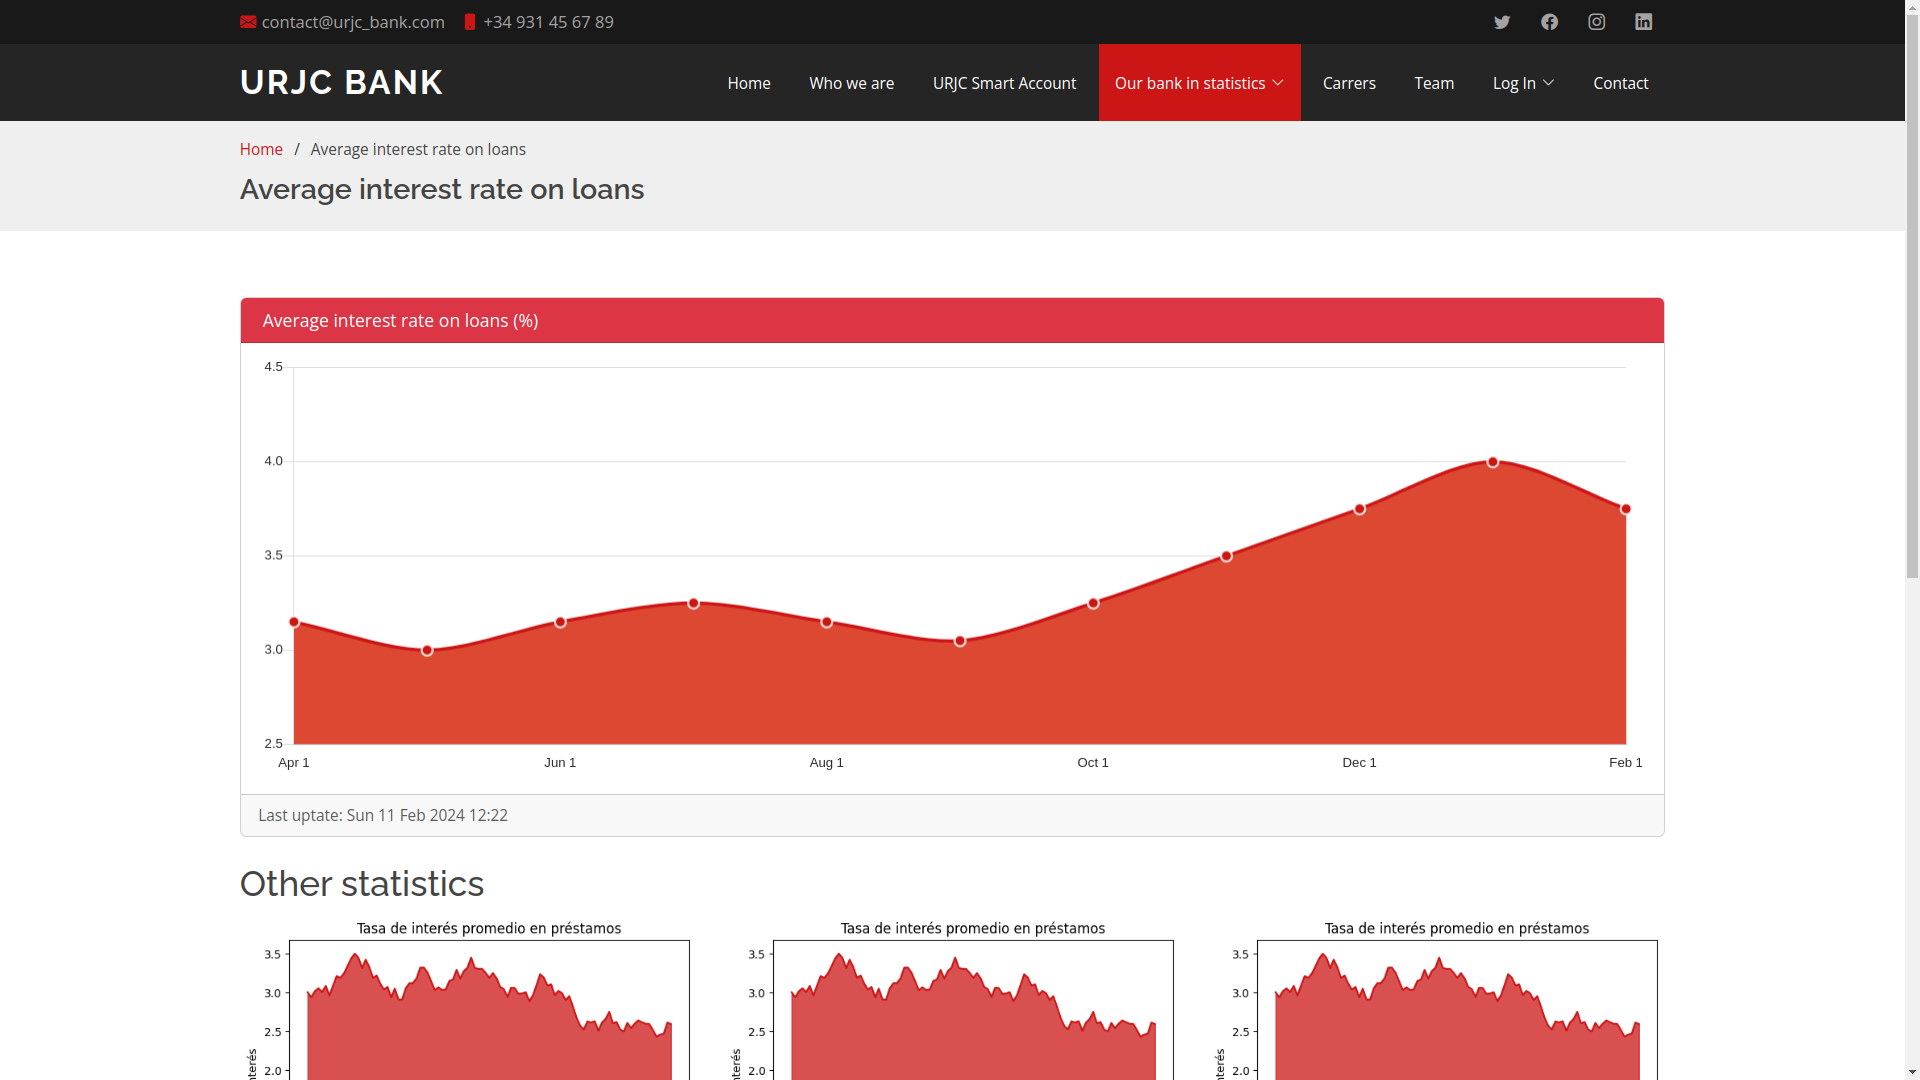 contact@urjc_bank.com +34 931 45 67 89
URJC BANK
Home Who we are URJC Smart Account Our bank in statistics Carrers Team Log In Contact
Home / Average interest rate on loans
Average interest rate on loans
Average interest rate on loans (%)
4.5
4.0
3.5
3.0
2.5
Apr 1 Jun 1 Aug 1 Oct 1 Dec 1 Feb 1
Last uptate: Sun 11 Feb 2024 12:22
Other statistics
Tasa de interés promedio en préstamos Tasa de interés promedio en préstamos Tasa de interés promedio en préstamos
3.5 3.5 3.5
3.0 3.0 3.0
2.5 2.5 2.5
2.0 2.0 2.0